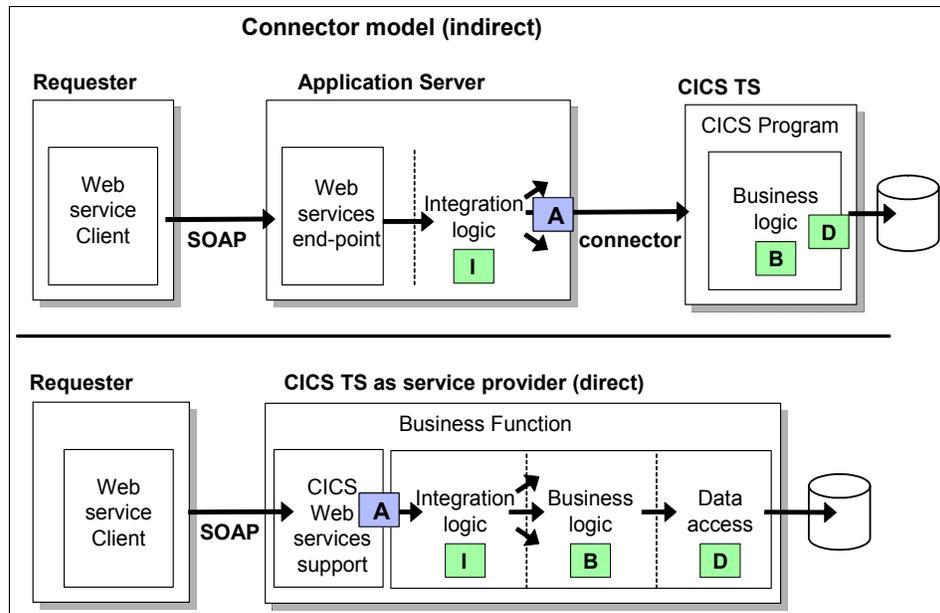 Connector model (indirect)
Requester
Application Server
CICS TS
CICS Program
Web
service
Client
SOAP
Web
services
end-point
Integration
logic
I
A
connector
Business
logic
B
D
Requester
CICS TS as service provider (direct)
Business Function
Web
service
Client
SOAP
CICS
Web
services
support
A
Integration
logic
I
Business
logic
B
Data
access
D